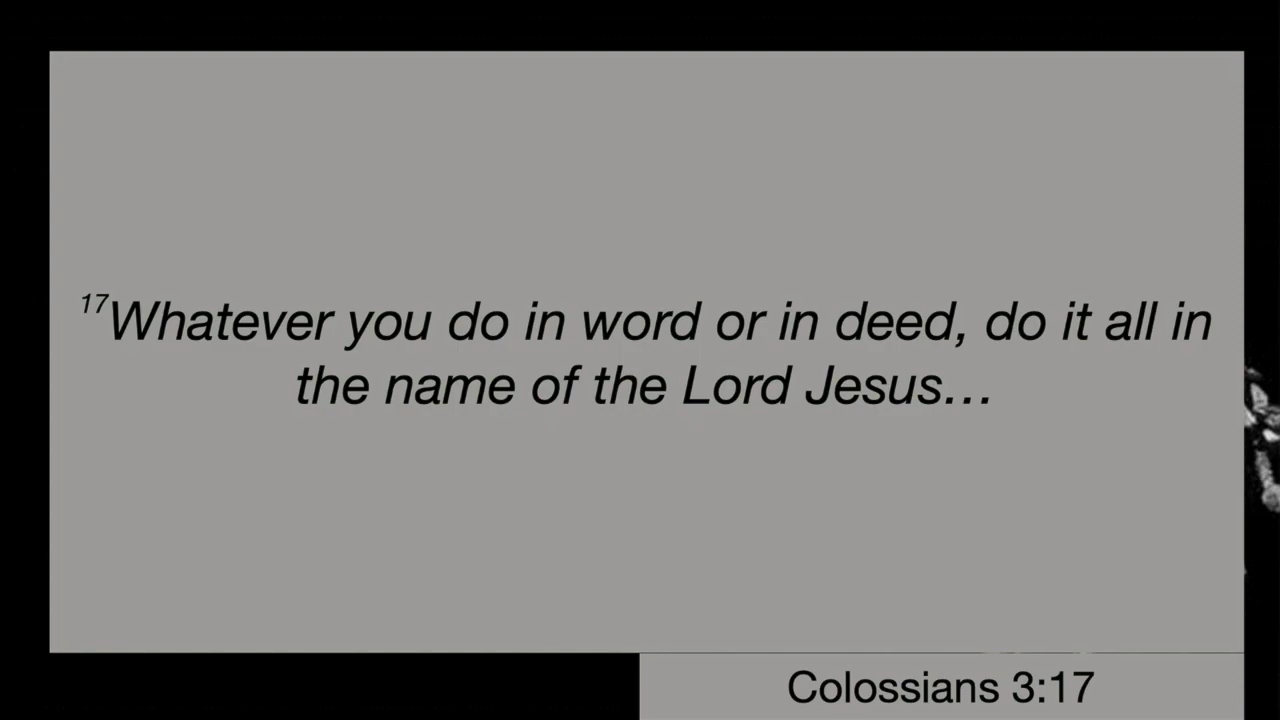 17Whatever you do in word or in deed, do it all in
the name of the Lord Jesus…
Colossians 3:17